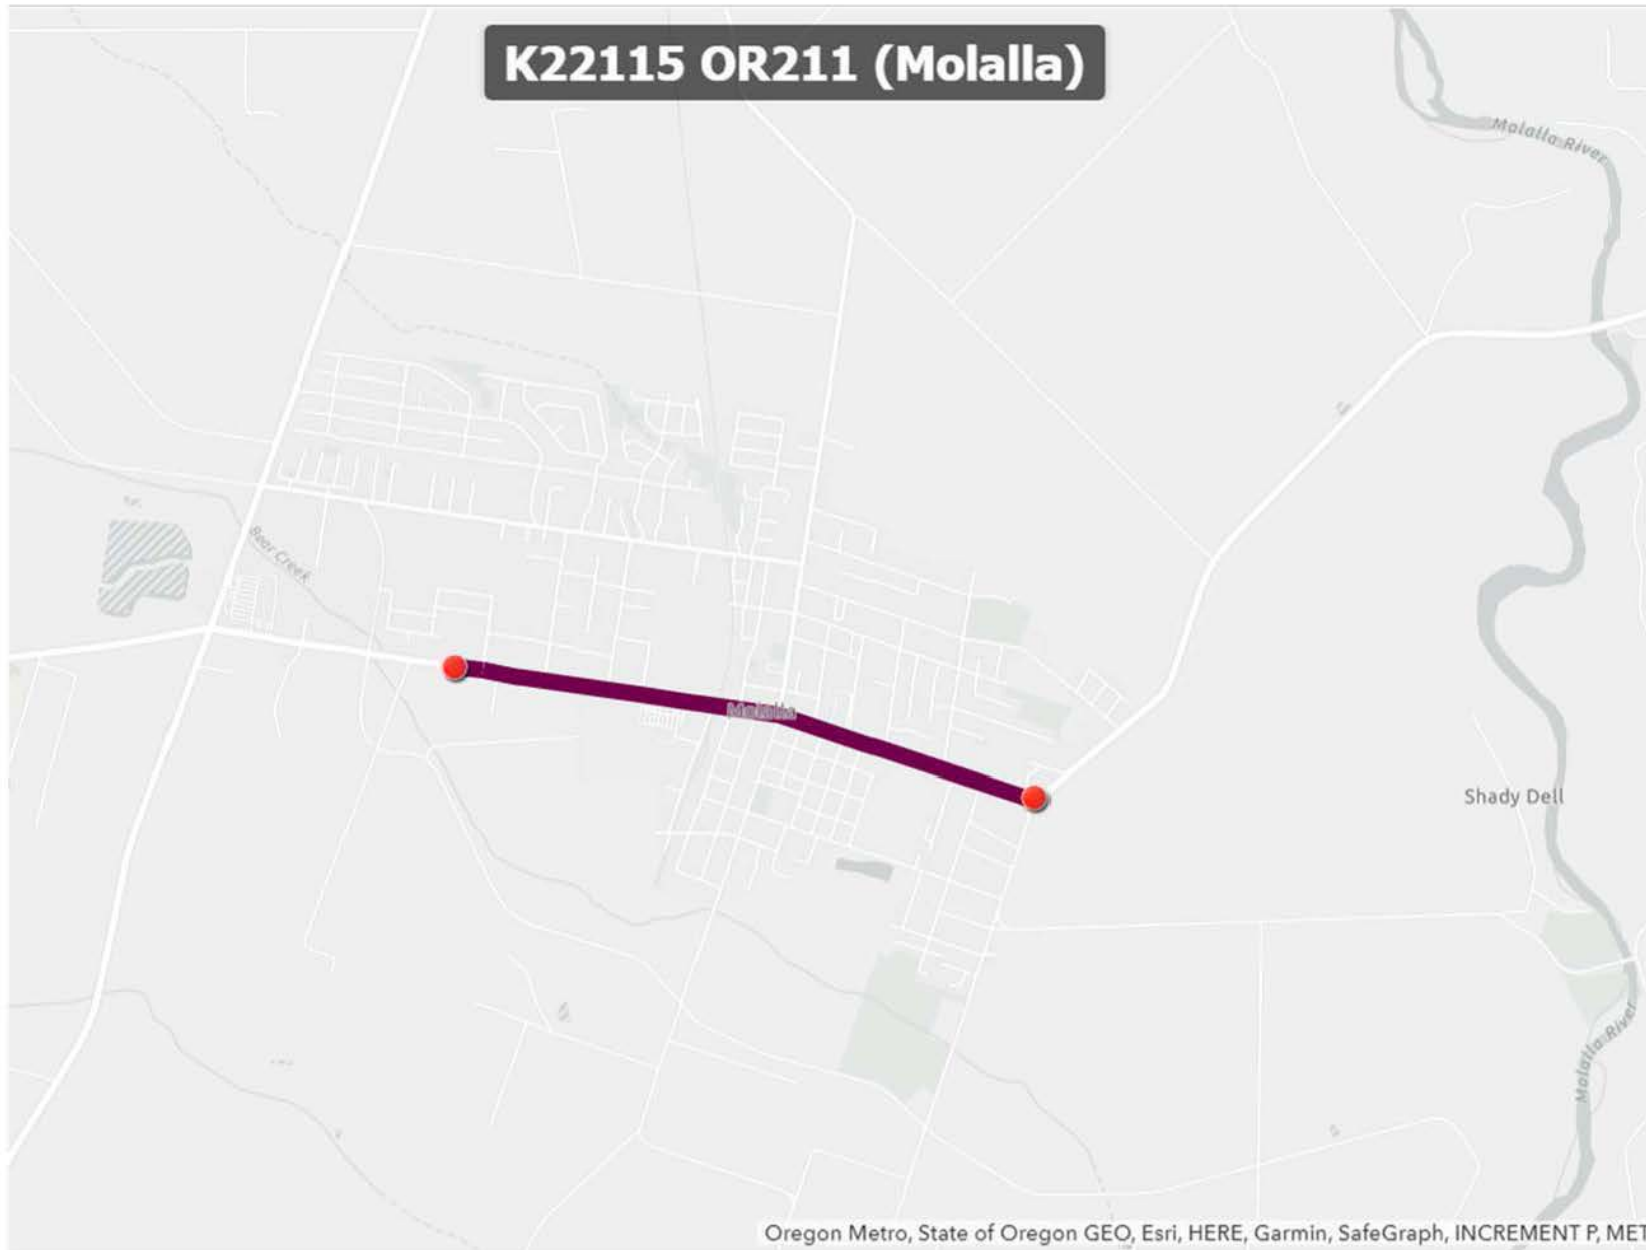 K22115 OR211 (Molalla)
Molalla River
Bear Creek
Molalla
Shady Dell
Molalla River
Oregon Metro, State of Oregon GEO, Esri, HERE, Garmin, SafeGraph, INCREMENT P, MET